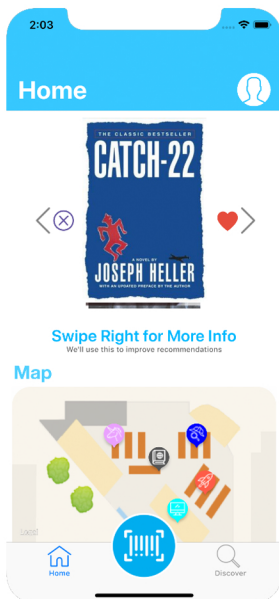 2:03
Home
THE CLASSIC BESTSELLER
CATCH-22
A NOVEL BY
JOSEPH HELLER
WITH AN UPDATED PREFACE BY THE AUTHOR
Swipe Right for More Info
We'll use this to improve recommendations
Map
Legal
Home
Discover